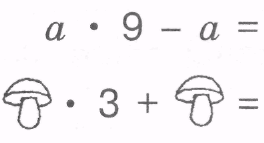 a · 9 − a =
· 3 + =